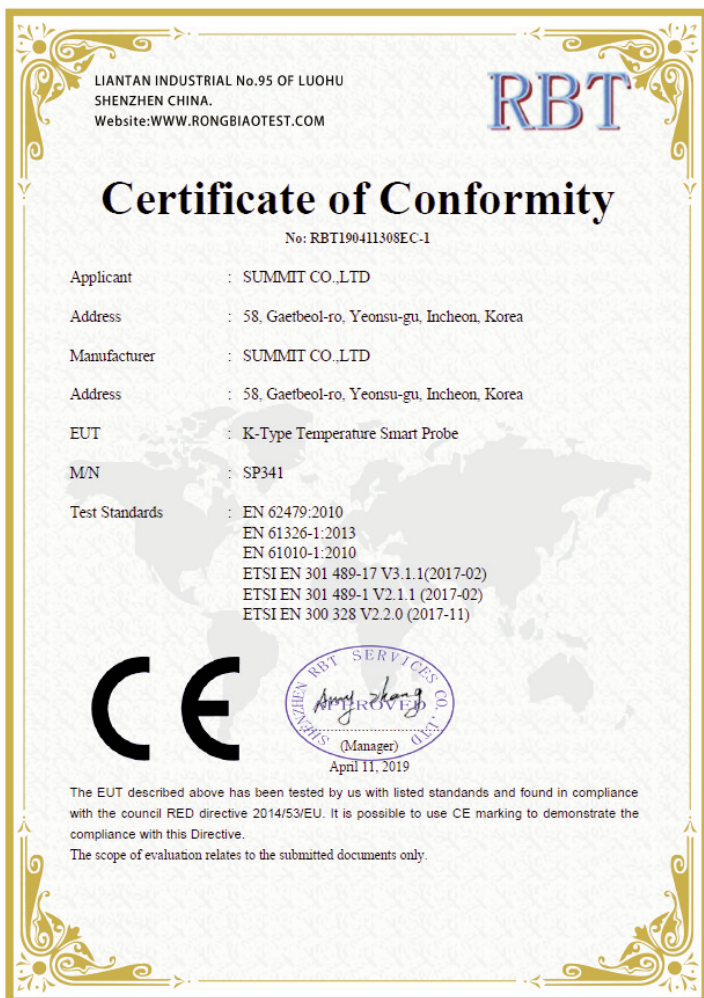 LIANTAN INDUSTRIAL No.95 OF LUOHU
SHENZHEN CHINA.
Website:WWW.RONGBIAOTEST.COM
RBT
Certificate of Conformity
No: RBT190411308EC-1
Applicant : SUMMIT CO.,LTD
Address : 58, Gaetbeol-ro, Yeonsu-gu, Incheon, Korea
Manufacturer : SUMMIT CO.,LTD
Address : 58, Gaetbeol-ro, Yeonsu-gu, Incheon, Korea
EUT : K-Type Temperature Smart Probe
M/N : SP341
Test Standards : EN 62479:2010
EN 61326-1:2013
EN 61010-1:2010
ETSI EN 301 489-17 V3.1.1(2017-02)
ETSI EN 301 489-1 V2.1.1 (2017-02)
ETSI EN 300 328 V2.2.0 (2017-11)
CE
SHENZHEN RBT SERVICES CO.,LTD
Amy zhang
APPROVED
(Manager)
April 11, 2019
The EUT described above has been tested by us with listed standards and found in compliance
with the council RED directive 2014/53/EU. It is possible to use CE marking to demonstrate the
compliance with this Directive.
The scope of evaluation relates to the submitted documents only.